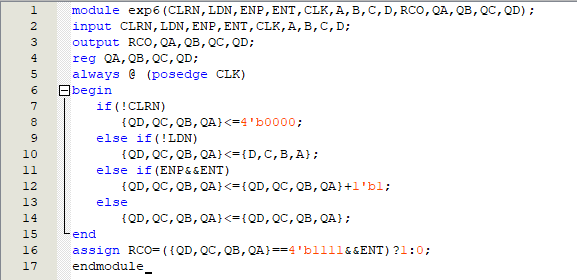 1 module exp6(CLRN,LDN,ENP,ENT,CLK,A,B,C,D,RCO,QA,QB,QC,QD);
2 input CLRN,LDN,ENP,ENT,CLK,A,B,C,D;
3 output RCO,QA,QB,QC,QD;
4 reg QA,QB,QC,QD;
5 always @ (posedge CLK)
6 begin
7 if(!CLRN)
8 {QD,QC,QB,QA}<=4'b0000;
9 else if(!LDN)
10 {QD,QC,QB,QA}<={D,C,B,A};
11 else if(ENP&&ENT)
12 {QD,QC,QB,QA}<={QD,QC,QB,QA}+1'b1;
13 else
14 {QD,QC,QB,QA}<={QD,QC,QB,QA};
15 end
16 assign RCO=({QD,QC,QB,QA}==4'b1111&&ENT)?1:0;
17 endmodule